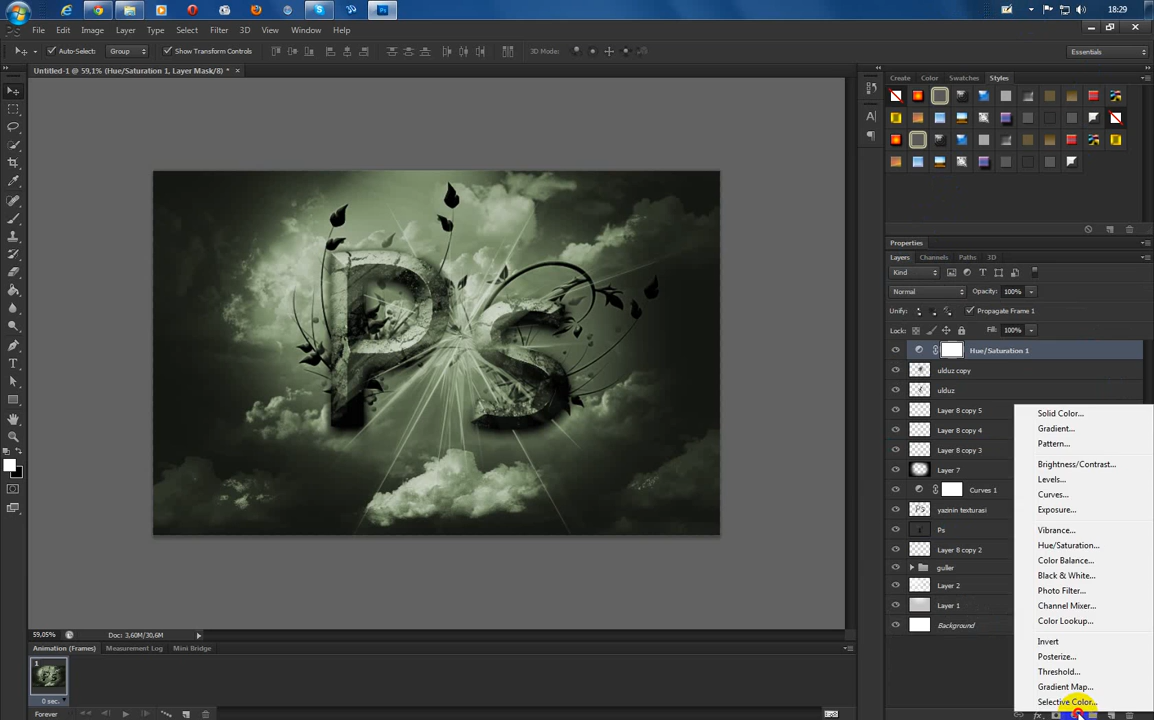 18:29
File Edit Image Layer Type Select Filter 3D View Window Help
Auto-Select: Group Show Transform Controls 3D Mode: Essentials
Untitled-1 @ 59,1% (Hue/Saturation 1, Layer Mask/8) * ×
Create Color Swatches Styles
Properties
Layers Channels Paths 3D
Kind
Normal Opacity: 100%
Unify: Propagate Frame 1
Lock: Fill: 100%
Hue/Saturation 1
ulduz copy
ulduz
Layer 8 copy 5
Layer 8 copy 4
Layer 8 copy 3
Layer 7
Curves 1
yazinin texturasi
Ps
Layer 8 copy 2
guller
Layer 2
Layer 1
Background
Solid Color...
Gradient...
Pattern...
Brightness/Contrast...
Levels...
Curves...
Exposure...
Vibrance...
Hue/Saturation...
Color Balance...
Black & White...
Photo Filter...
Channel Mixer...
Color Lookup...
Invert
Posterize...
Threshold...
Gradient Map...
Selective Color...
PS
59,05% Doc: 3,60M/30,6M
Animation (Frames) Measurement Log Mini Bridge
1
0 sec.
Forever